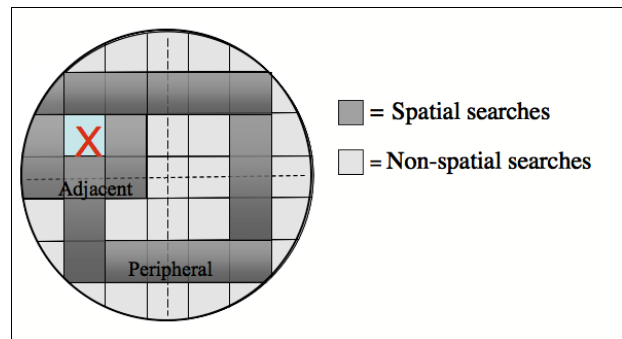 = Spatial searches
X
= Non-spatial searches
Adjacent
Peripheral